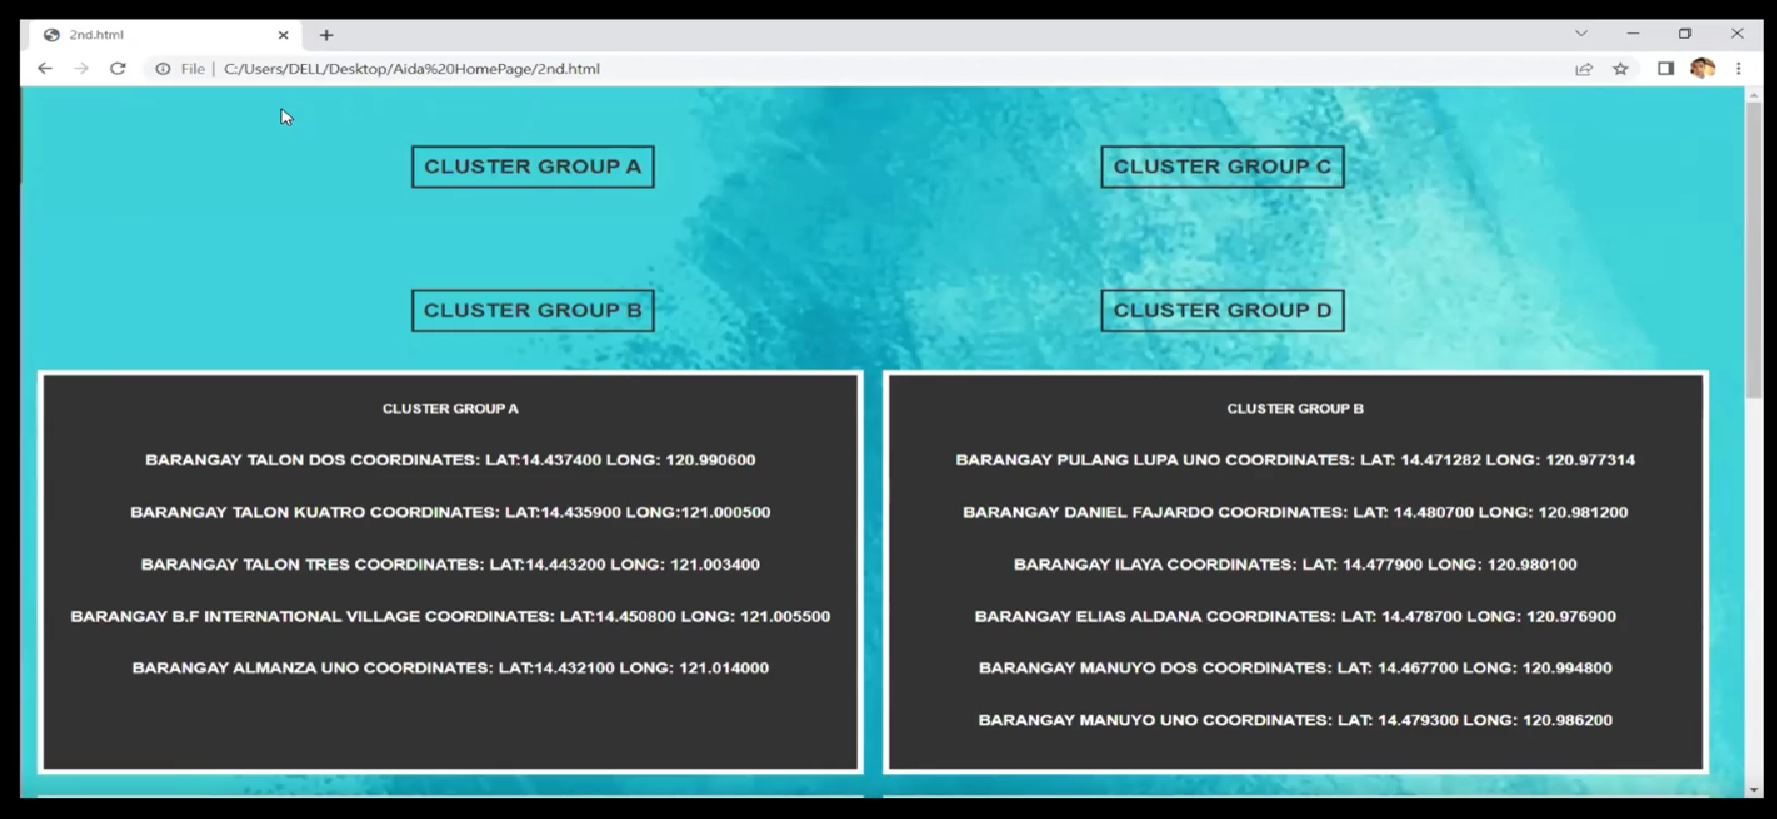 2nd.html
File | C:/Users/DELL/Desktop/Aida%20HomePage/2nd.html
CLUSTER GROUP A
CLUSTER GROUP C
CLUSTER GROUP B
CLUSTER GROUP D
CLUSTER GROUP A
BARANGAY TALON DOS COORDINATES: LAT:14.437400 LONG: 120.990600
BARANGAY TALON KUATRO COORDINATES: LAT:14.435900 LONG:121.000500
BARANGAY TALON TRES COORDINATES: LAT:14.443200 LONG: 121.003400
BARANGAY B.F INTERNATIONAL VILLAGE COORDINATES: LAT:14.450800 LONG: 121.005500
BARANGAY ALMANZA UNO COORDINATES: LAT:14.432100 LONG: 121.014000
CLUSTER GROUP B
BARANGAY PULANG LUPA UNO COORDINATES: LAT: 14.471282 LONG: 120.977314
BARANGAY DANIEL FAJARDO COORDINATES: LAT: 14.480700 LONG: 120.981200
BARANGAY ILAYA COORDINATES: LAT: 14.477900 LONG: 120.980100
BARANGAY ELIAS ALDANA COORDINATES: LAT: 14.478700 LONG: 120.976900
BARANGAY MANUYO DOS COORDINATES: LAT: 14.467700 LONG: 120.994800
BARANGAY MANUYO UNO COORDINATES: LAT: 14.479300 LONG: 120.986200